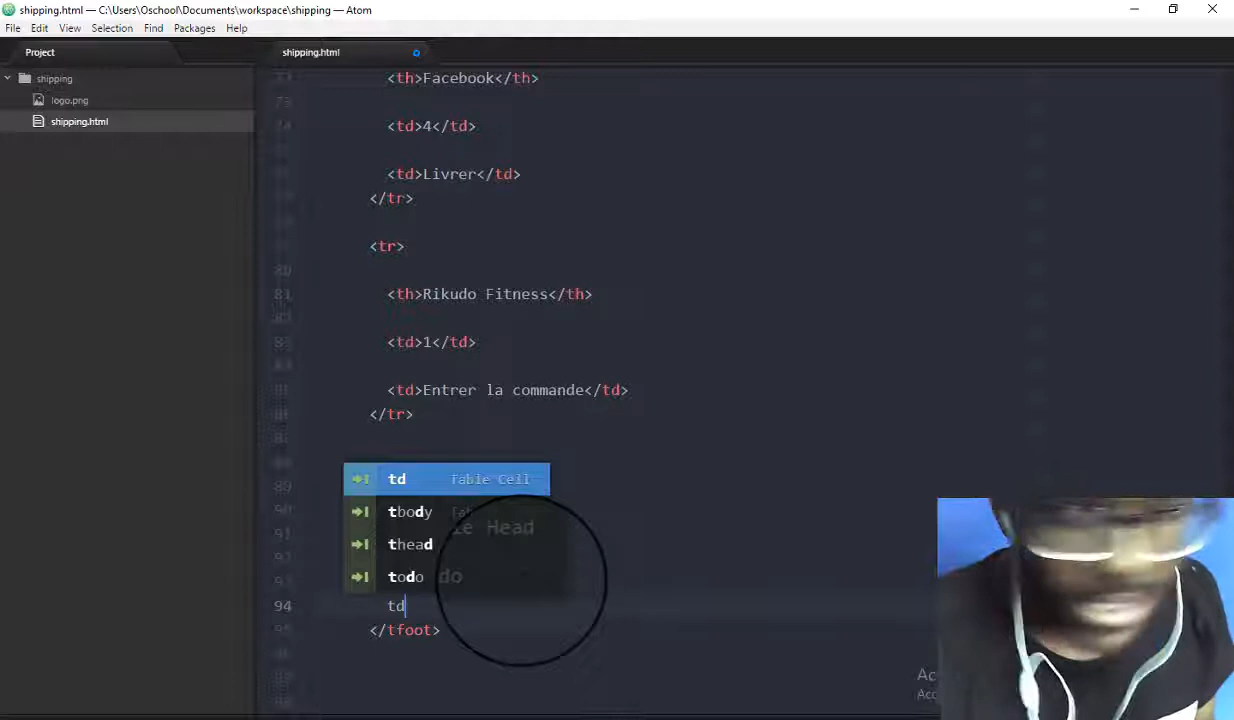 shipping.html — C:\Users\Oschool\Documents\workspace\shipping — Atom
File Edit View Selection Find Packages Help
Project
shipping.html
shipping
logo.png
shipping.html
<th>Facebook</th>
<td>4</td>
<td>Livrer</td>
</tr>
<tr>
81 <th>Rikudo Fitness</th>
<td>1</td>
<td>Entrer la commande</td>
</tr>
td Table Cell
tbody
thead
todo
94 td
</tfoot>